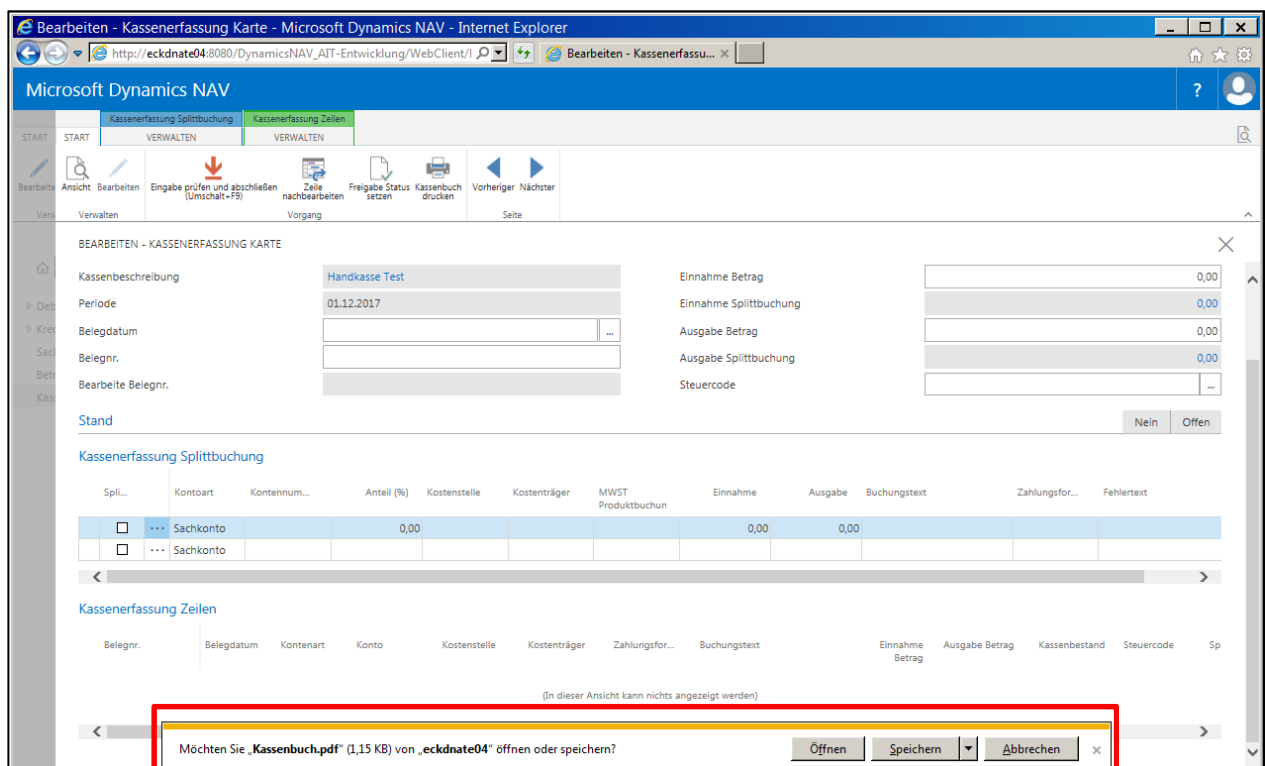 Bearbeiten - Kassenerfassung Karte - Microsoft Dynamics NAV - Internet Explorer
http://eckdnate04:8080/DynamicsNAV_AIT-Entwicklung/WebClient/
Bearbeiten - Kassenerfassu...
Microsoft Dynamics NAV
?
Kassenerfassung Splittbuchung
Kassenerfassung Zeilen
START
START
VERWALTEN
VERWALTEN
Bearbeite
Ansicht
Bearbeiten
Eingabe prüfen und abschließen
(Umschalt+F9)
Zeile
nachbearbeiten
Freigabe Status
setzen
Kassenbuch
drucken
Vorheriger
Nächster
Verw
Verwalten
Vorgang
Seite
BEARBEITEN - KASSENERFASSUNG KARTE
Kassenbeschreibung
Handkasse Test
Einnahme Betrag
0,00
Periode
01.12.2017
Einnahme Splittbuchung
0,00
Belegdatum
...
Ausgabe Betrag
0,00
Belegnr.
Ausgabe Splittbuchung
0,00
Bearbeite Belegnr.
Steuercode
...
Deb
Kred
Sach
Betr
Kass
Stand
Nein
Offen
Kassenerfassung Splittbuchung
Spli...
Kontoart
Kontennum...
Anteil (%)
Kostenstelle
Kostenträger
MWST
Produktbuchun
Einnahme
Ausgabe
Buchungstext
Zahlungsfor...
Fehlertext
··· Sachkonto
0,00
0,00
0,00
··· Sachkonto
Kassenerfassung Zeilen
Belegnr.
Belegdatum
Kontenart
Konto
Kostenstelle
Kostenträger
Zahlungsfor...
Buchungstext
Einnahme
Betrag
Ausgabe Betrag
Kassenbestand
Steuercode
Sp
(In dieser Ansicht kann nichts angezeigt werden)
Möchten Sie „Kassenbuch.pdf“ (1,15 KB) von „eckdnate04“ öffnen oder speichern?
Öffnen
Speichern
Abbrechen